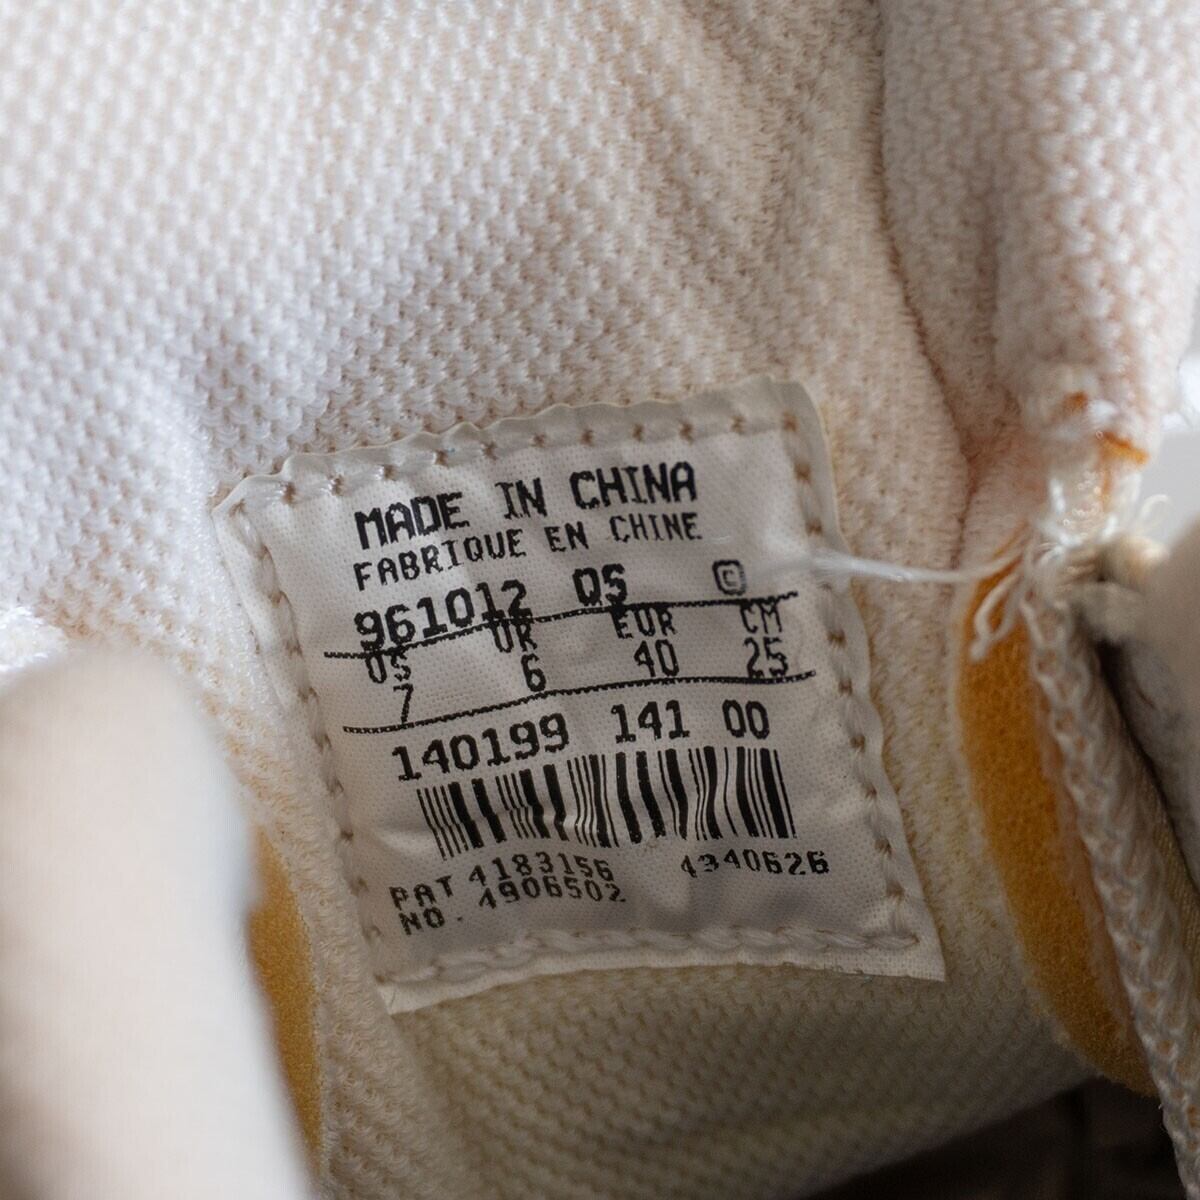 MADE IN CHINA
FABRIQUE EN CHINE
961012 QS C
US UK EUR CM
7 6 40 25
140199 141 00
PAT 4183156 4340626
NO. 4906502